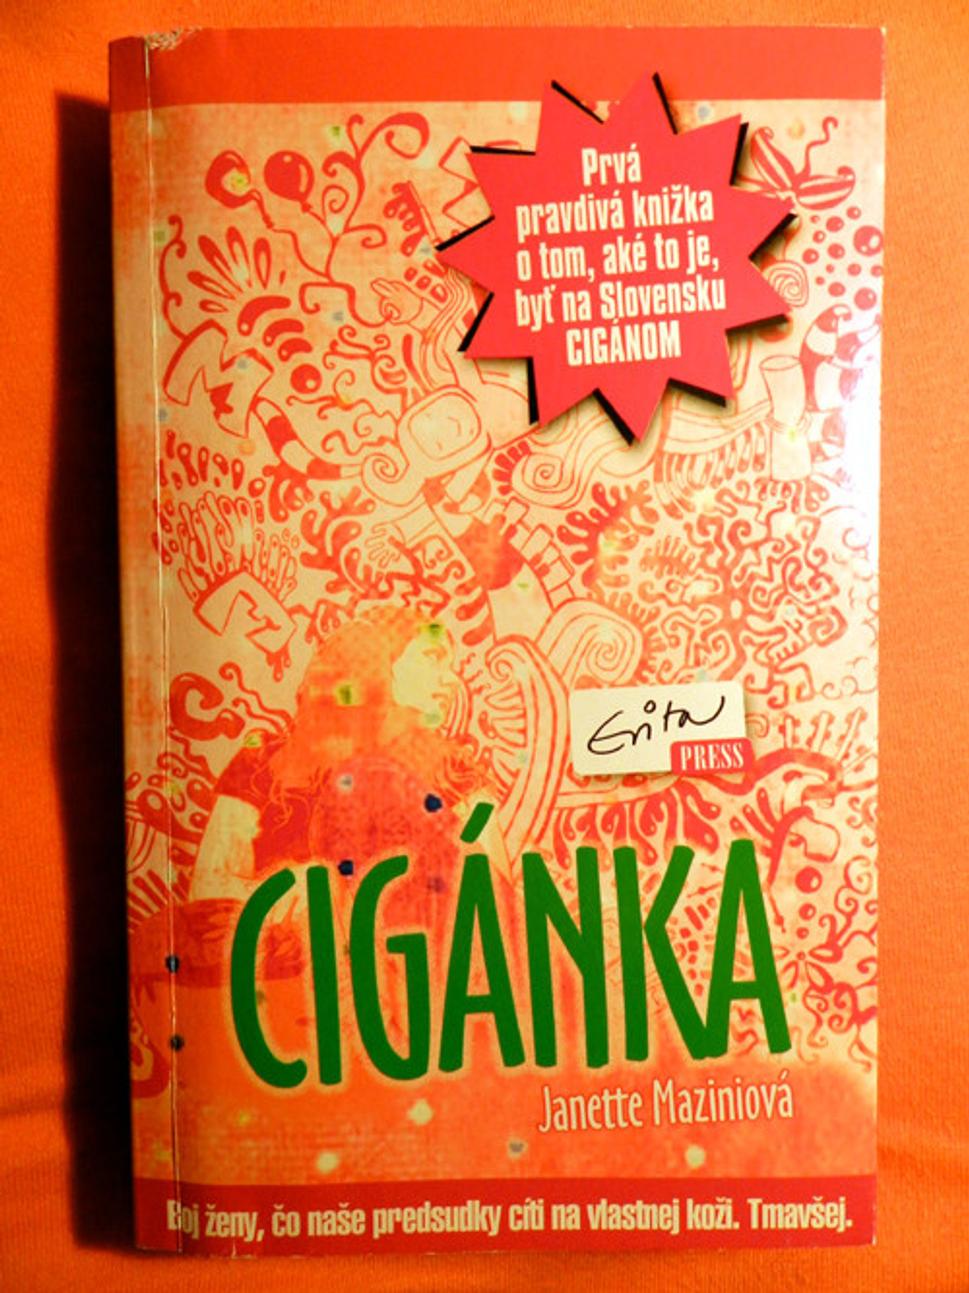 Prvá
pravdivá knižka
o tom, aké to je,
byť na Slovensku
CIGÁNOM
Evita
PRESS
CIGÁNKA
Janette Maziniová
Boj ženy, čo naše predsudky cíti na vlastnej koži. Tmavšej.